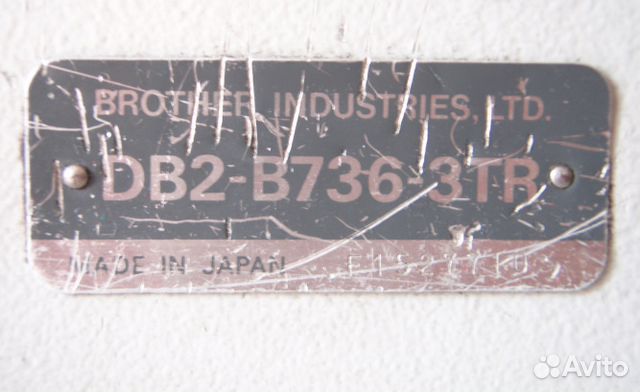 BROTHER INDUSTRIES, LTD.
DB2-B736-3TR
MADE IN JAPAN
Avito